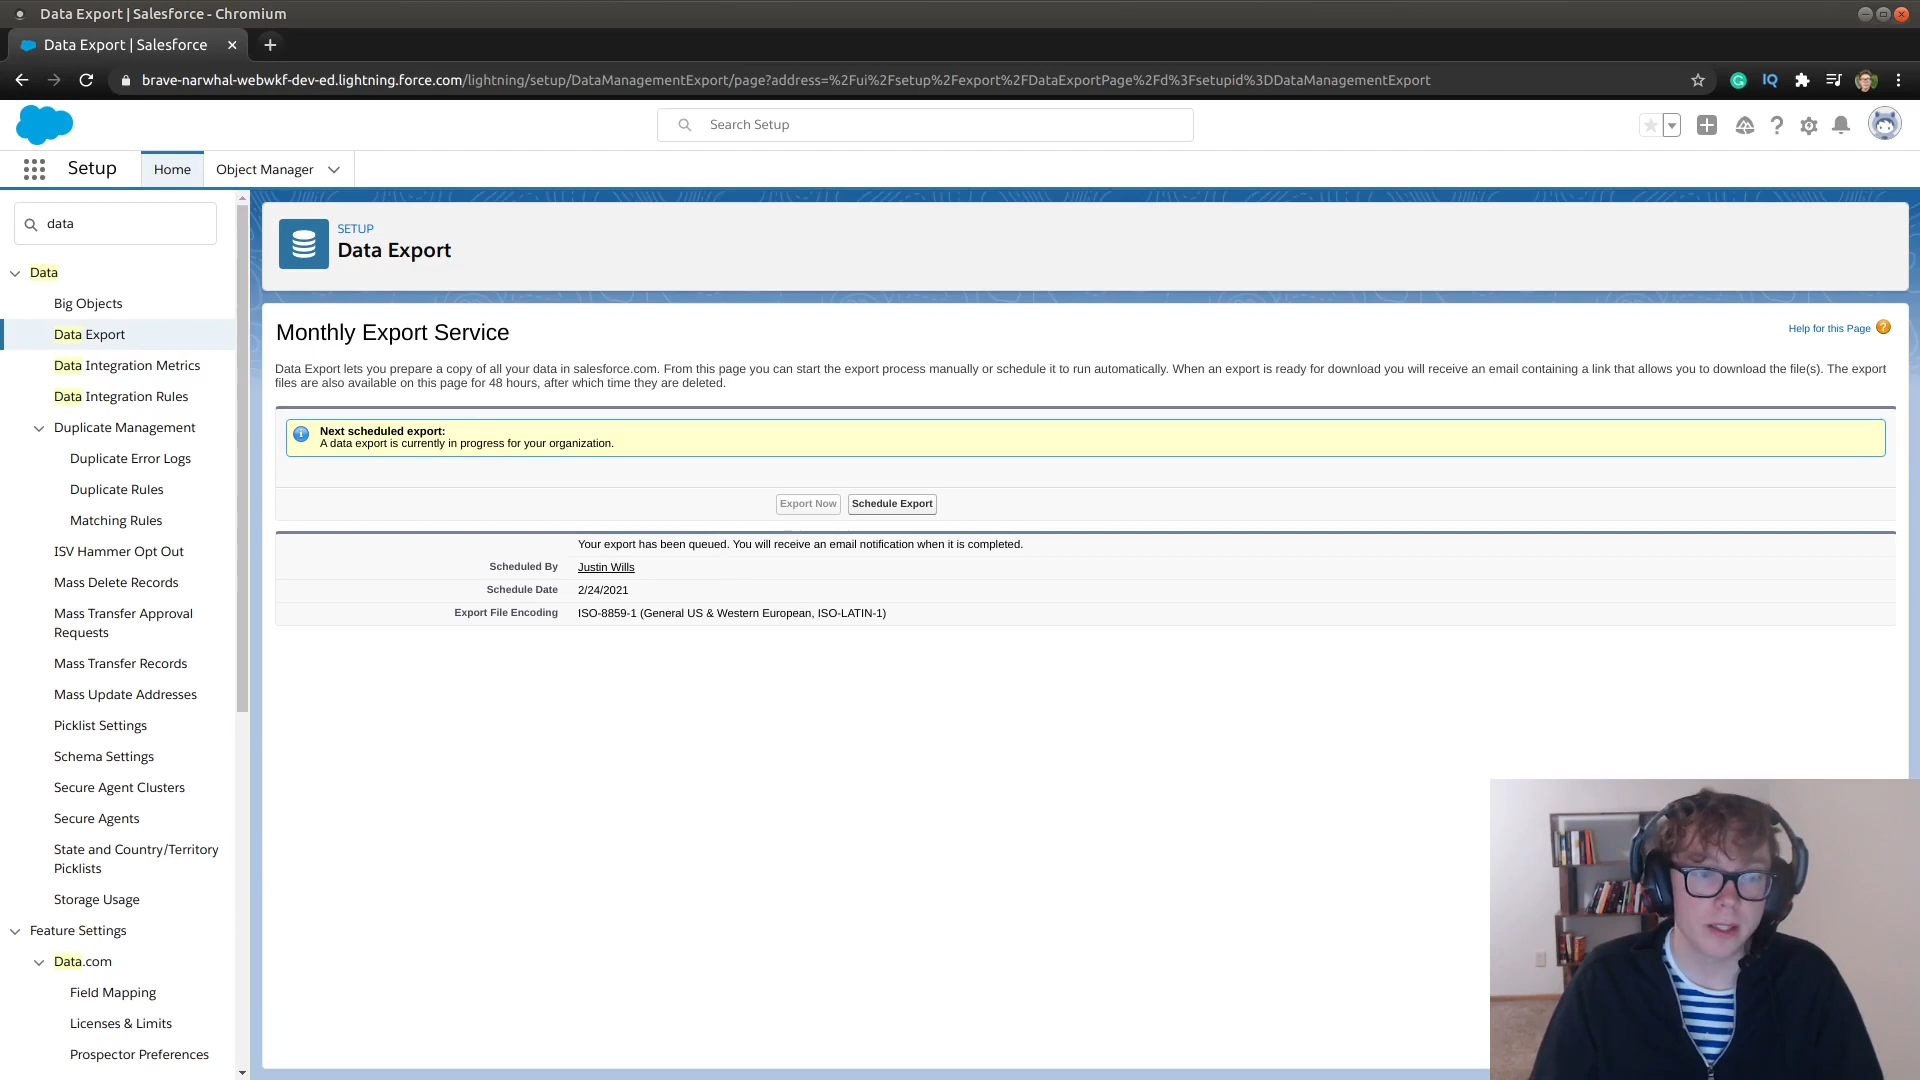 Data Export | Salesforce - Chromium
Data Export | Salesforce
brave-narwhal-webwkf-dev-ed.lightning.force.com/lightning/setup/DataManagementExport/page?address=%2Fui%2Fsetup%2Fexport%2FDataExportPage%2Fd%3Fsetupid%3DDataManagementExport
IQ
Search Setup
Setup
Home
Object Manager
data
Data
Big Objects
Data Export
Data Integration Metrics
Data Integration Rules
Duplicate Management
Duplicate Error Logs
Duplicate Rules
Matching Rules
ISV Hammer Opt Out
Mass Delete Records
Mass Transfer Approval
Requests
Mass Transfer Records
Mass Update Addresses
Picklist Settings
Schema Settings
Secure Agent Clusters
Secure Agents
State and Country/Territory
Picklists
Storage Usage
Feature Settings
Data.com
Field Mapping
Licenses & Limits
Prospector Preferences
SETUP
Data Export
Monthly Export Service
Help for this Page
Data Export lets you prepare a copy of all your data in salesforce.com. From this page you can start the export process manually or schedule it to run automatically. When an export is ready for download you will receive an email containing a link that allows you to download the file(s). The export
files are also available on this page for 48 hours, after which time they are deleted.
Next scheduled export:
A data export is currently in progress for your organization.
Export Now
Schedule Export
Your export has been queued. You will receive an email notification when it is completed.
Scheduled By Justin Wills
Schedule Date 2/24/2021
Export File Encoding ISO-8859-1 (General US & Western European, ISO-LATIN-1)